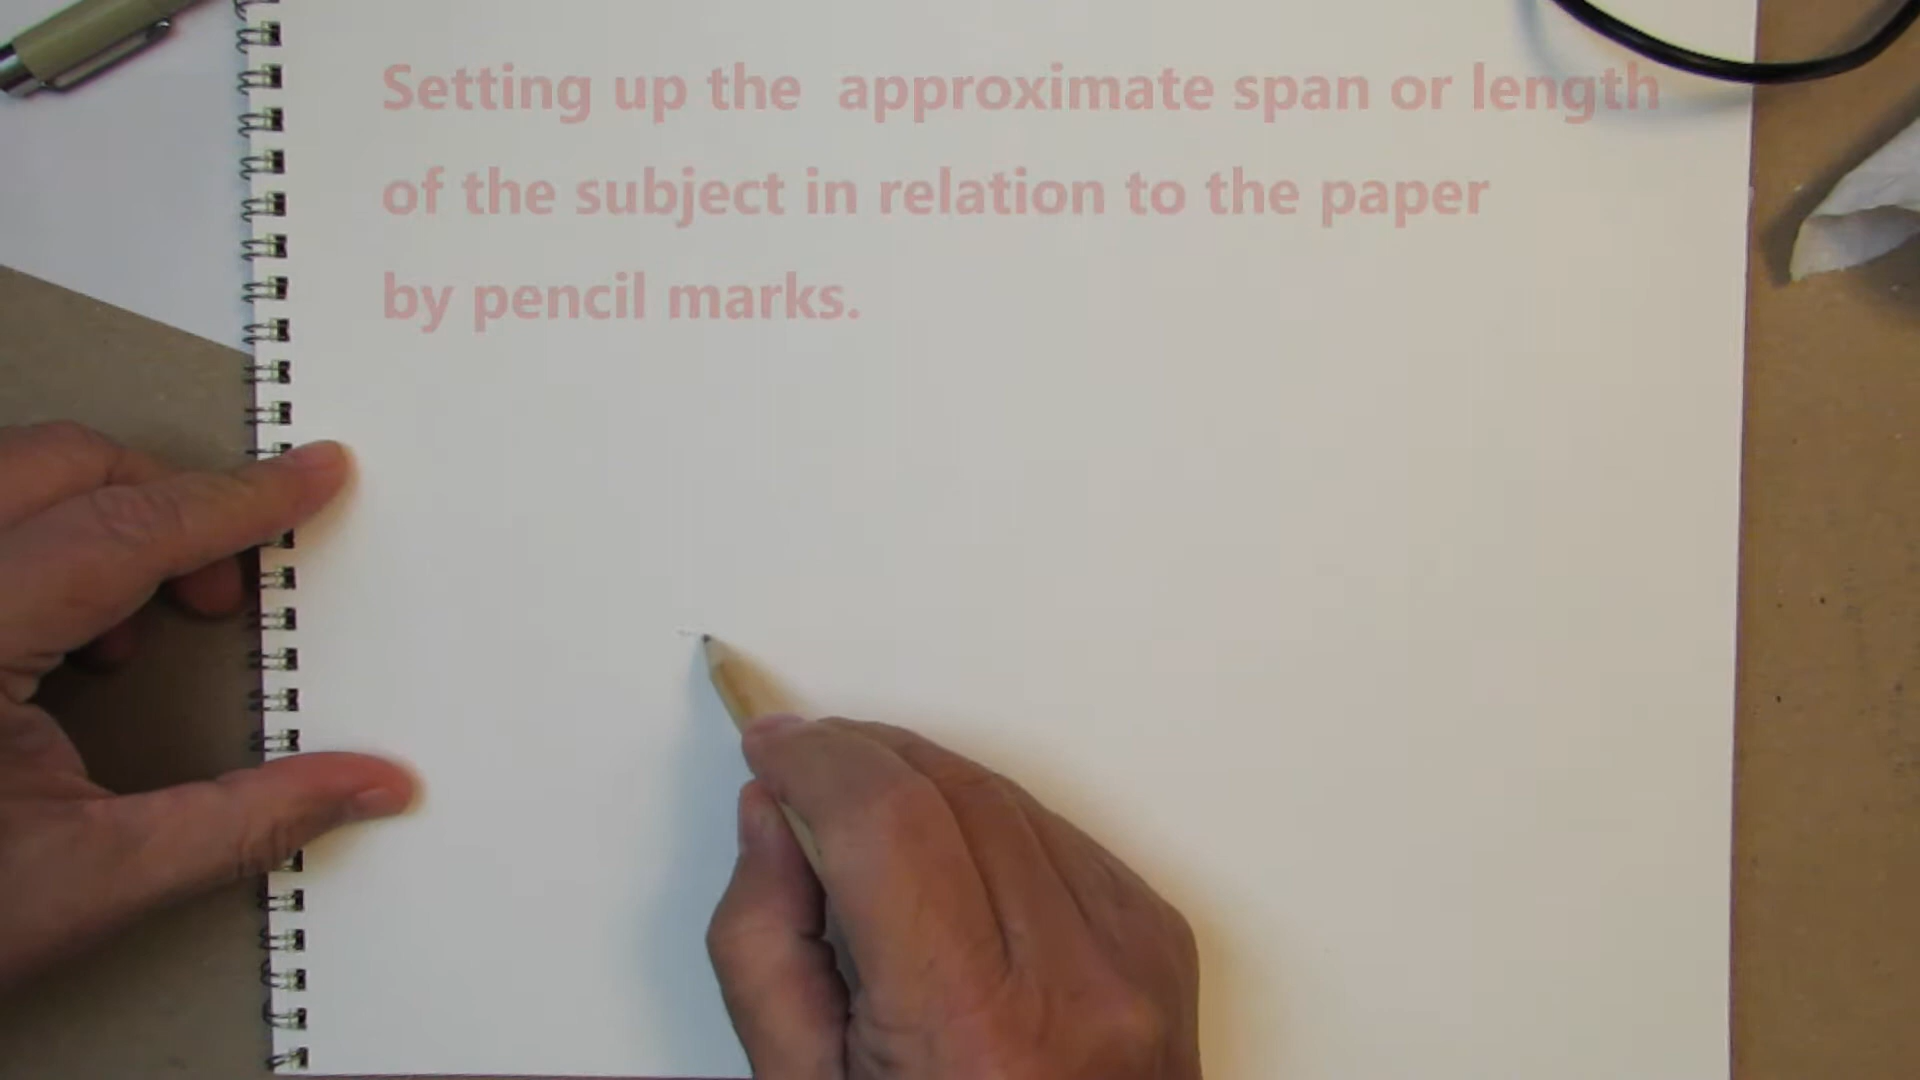 Setting up the  approximate span or length
of the subject in relation to the paper
by pencil marks.